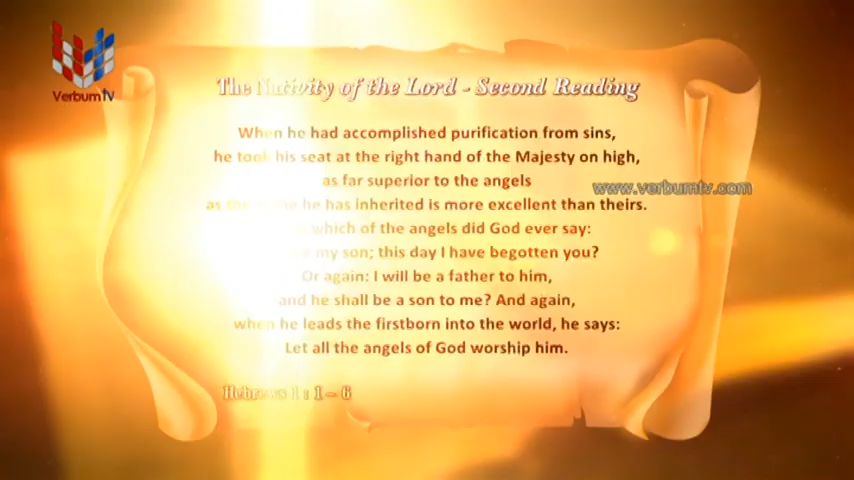 VerbumTV
The Nativity of the Lord - Second Reading
When he had accomplished purification from sins,
he took his seat at the right hand of the Majesty on high,
as far superior to the angels
www.verbumtv.com
as the he has inherited is more excellent than theirs.
which of the angels did God ever say:
my son; this day I have begotten you?
Or again: I will be a father to him,
and he shall be a son to me? And again,
when he leads the firstborn into the world, he says:
Let all the angels of God worship him.
Hebrews 1 : 1 – 6